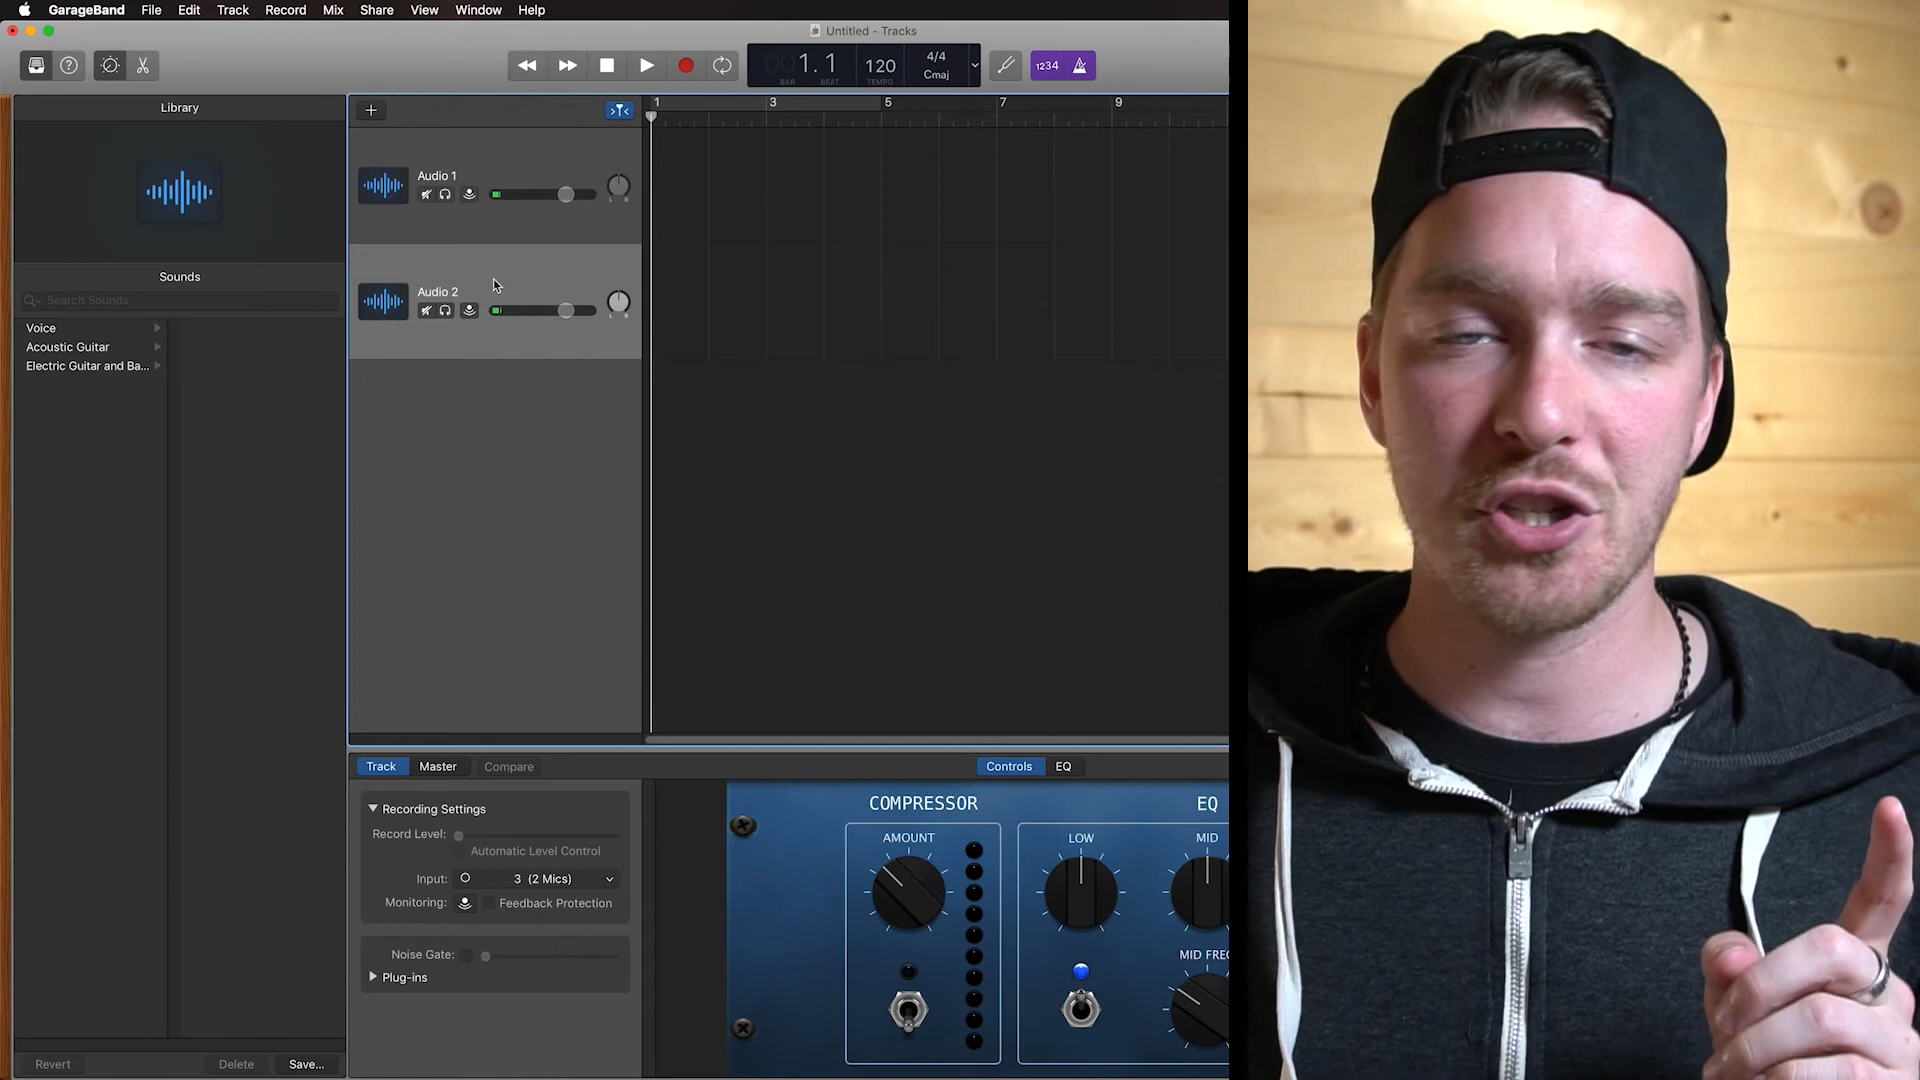 GarageBand File Edit Track Record Mix Share View Window Help
Untitled - Tracks
1.1
BAR BEAT
120
TEMPO
4/4
Cmaj
1234
Library
1 3 5 7 9
Audio 1
L R
Sounds
Search Sounds
Audio 2
L R
Voice
Acoustic Guitar
Electric Guitar and Ba...
Track Master Compare Controls EQ
Recording Settings
Record Level:
Automatic Level Control
Input: 3 (2 Mics)
Monitoring: Feedback Protection
Noise Gate:
Plug-ins
COMPRESSOR
AMOUNT
EQ
LOW MID
MID FREQ
Revert Delete Save...